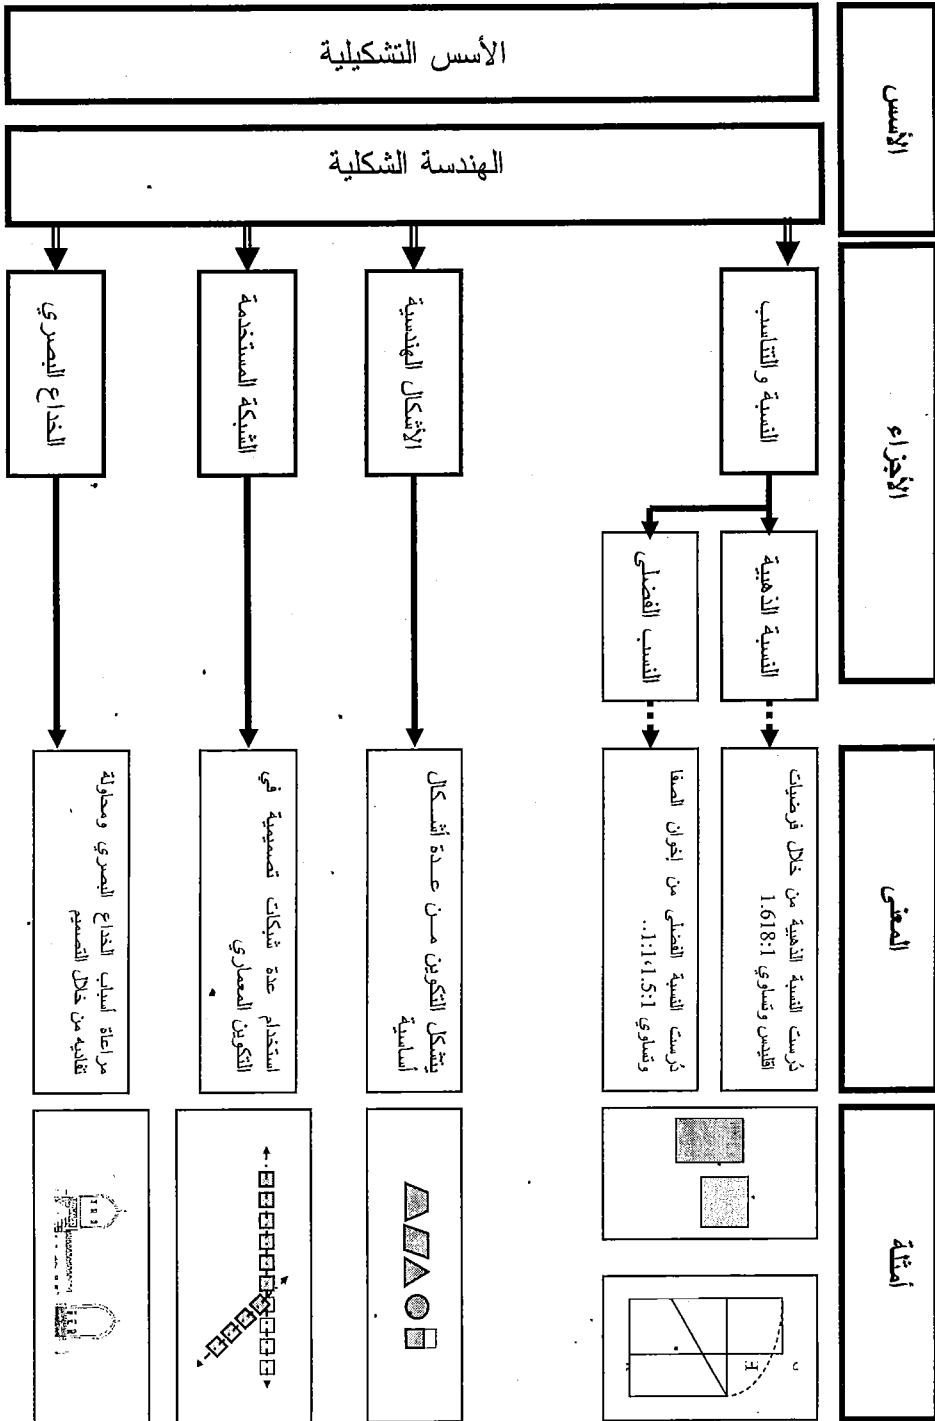 الأسس
الأجزاء
المعنى
أمثلة
الأسس التشكيلية
الهندسة الشكلية
النسبة والتناسب
النسبة الذهبية
دُرست النسبة الذهبية من خلال فرضيات
اقليدس وتساوي 1.618:1
H
النسب الفضلى
دُرست النسبة الفضلى من إخوان الصفا
وتساوي 1:1،1.5:1..
الأشكال الهندسية
يتشكل التكوين من عدة أشكال
أساسية
الشبكة المستخدمة
استخدام عدة شبكات تصميمية في
التكوين المعماري
الخداع البصري
مراعاة أسباب الخداع البصري ومحاولة
تفاديه من خلال التصميم